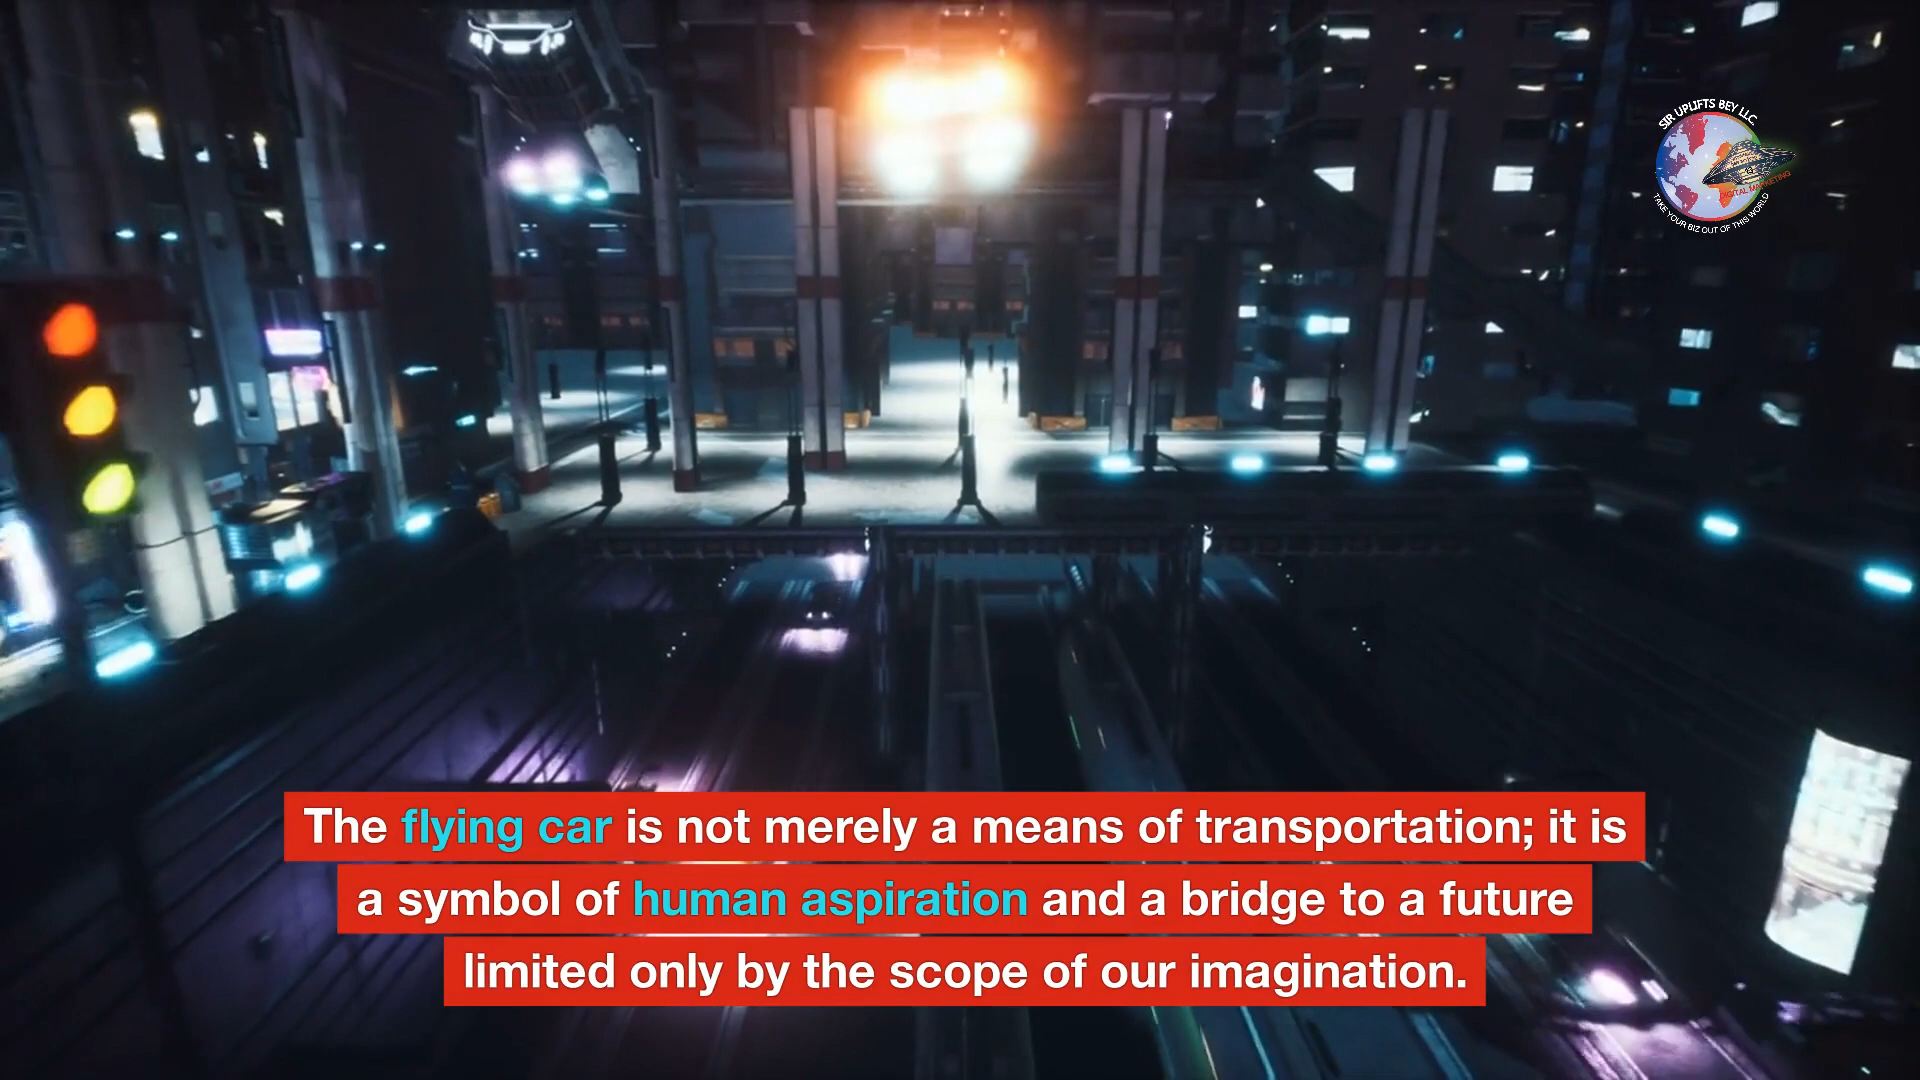 SIR UPLIFTS BEY LLC.
DIGITAL MARKETING
TAKE YOUR BIZ OUT OF THIS WORLD
The flying car is not merely a means of transportation; it is
a symbol of human aspiration and a bridge to a future
limited only by the scope of our imagination.